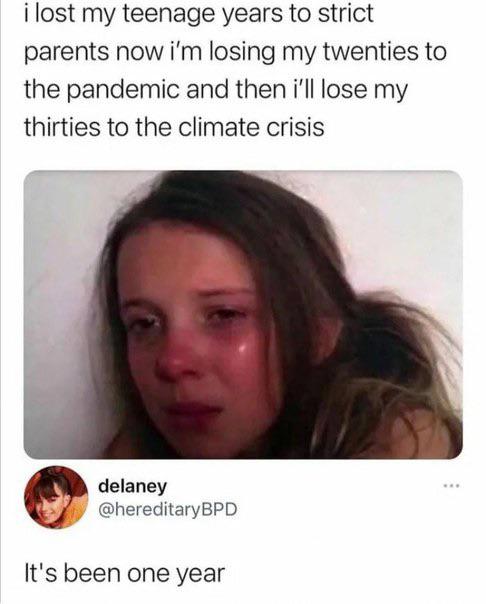 i lost my teenage years to strict
parents now i'm losing my twenties to
the pandemic and then i'll lose my
thirties to the climate crisis
delaney
@hereditaryBPD
It's been one year